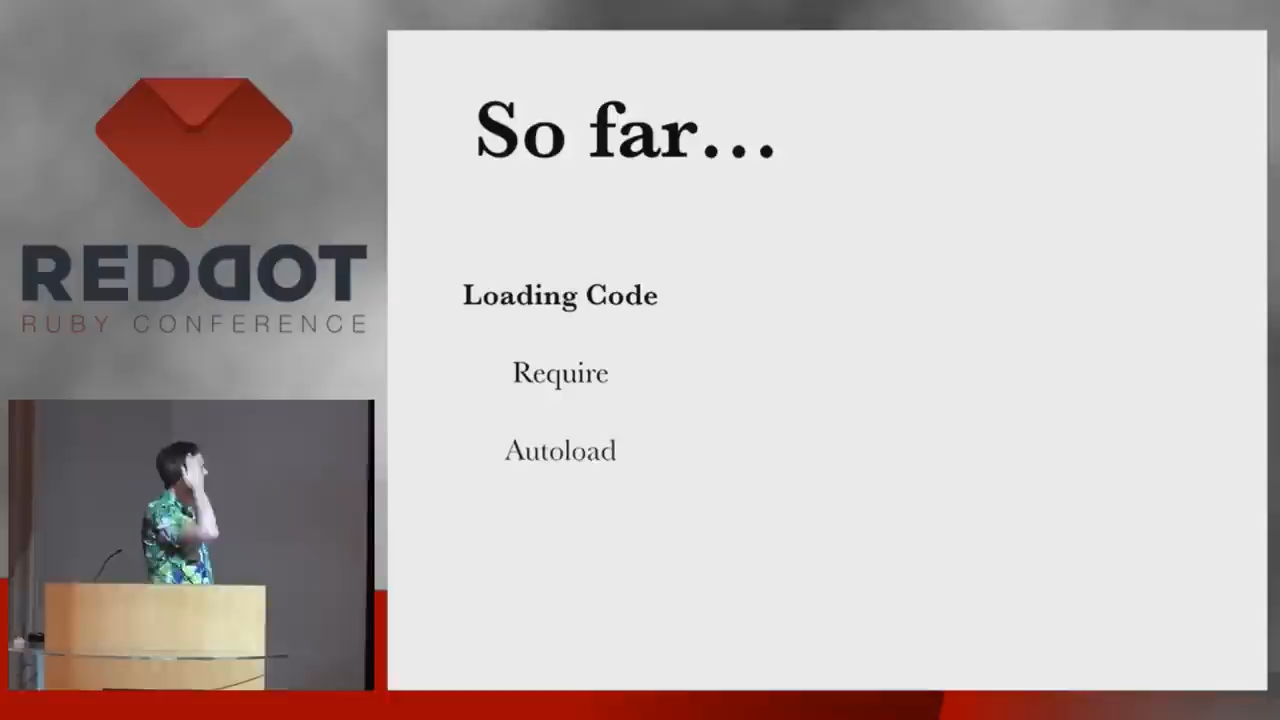 REDDOT
RUBY CONFERENCE
So far...
Loading Code
Require
Autoload